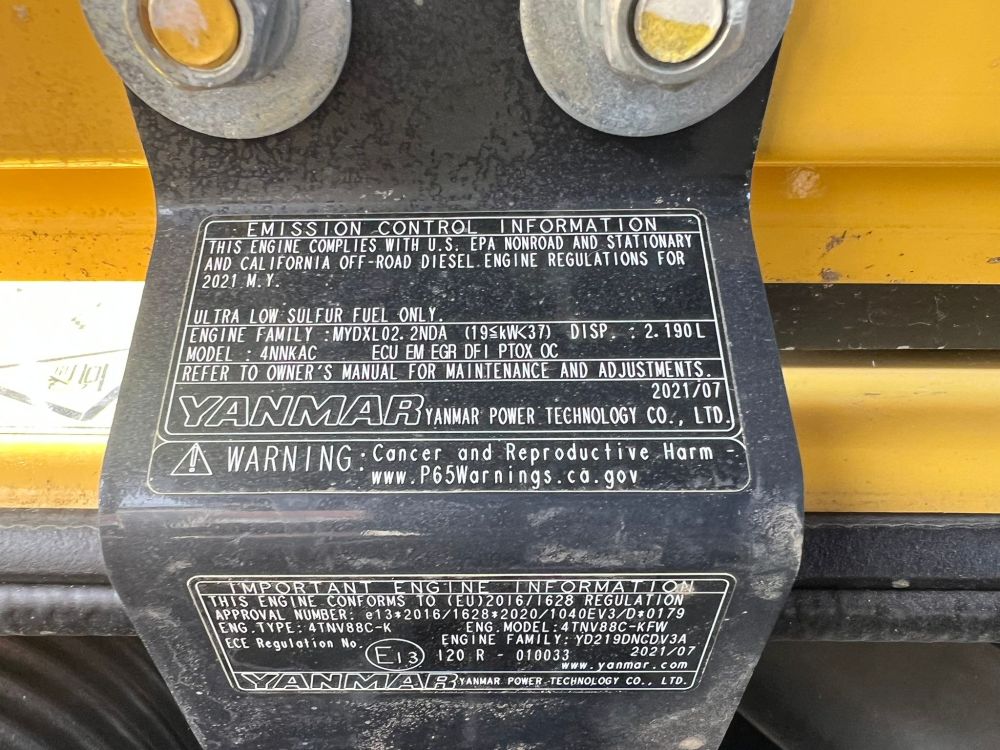 EMISSION CONTROL INFORMATION
THIS ENGINE COMPLIES WITH U.S. EPA NONROAD AND STATIONARY
AND CALIFORNIA OFF-ROAD DIESEL ENGINE REGULATIONS FOR
2021 M.Y.
ULTRA LOW SULFUR FUEL ONLY.
ENGINE FAMILY :MYDXL02.2NDA (19≦kW<37) DISP. : 2.190L
MODEL : 4NNKAC ECU EM EGR DFI PTOX OC
REFER TO OWNER'S MANUAL FOR MAINTENANCE AND ADJUSTMENTS.
2021/07
YANMAR YANMAR POWER TECHNOLOGY CO., LTD.
WARNING: Cancer and Reproductive Harm -
www.P65Warnings.ca.gov
IMPORTANT ENGINE INFORMATION
THIS ENGINE CONFORMS TO (EU)2016/1628 REGULATION
APPROVAL NUMBER: e13*2016/1628*2020/1040EV3/D*0179
ENG.TYPE: 4TNV88C-K ENG.MODEL: 4TNV88C-KFW
ENGINE FAMILY: YD219DNCDV3A
ECE Regulation No. E13 120 R - 010033 2021/07
www.yanmar.com
YANMAR YANMAR POWER TECHNOLOGY CO., LTD.